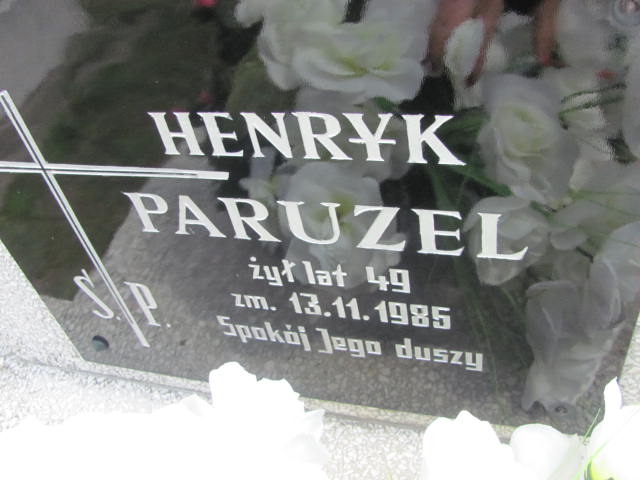 HENRYK
PARUZEL
żył lat 49
zm. 13.11.1985
Spokój Jego duszy
Ś.P.